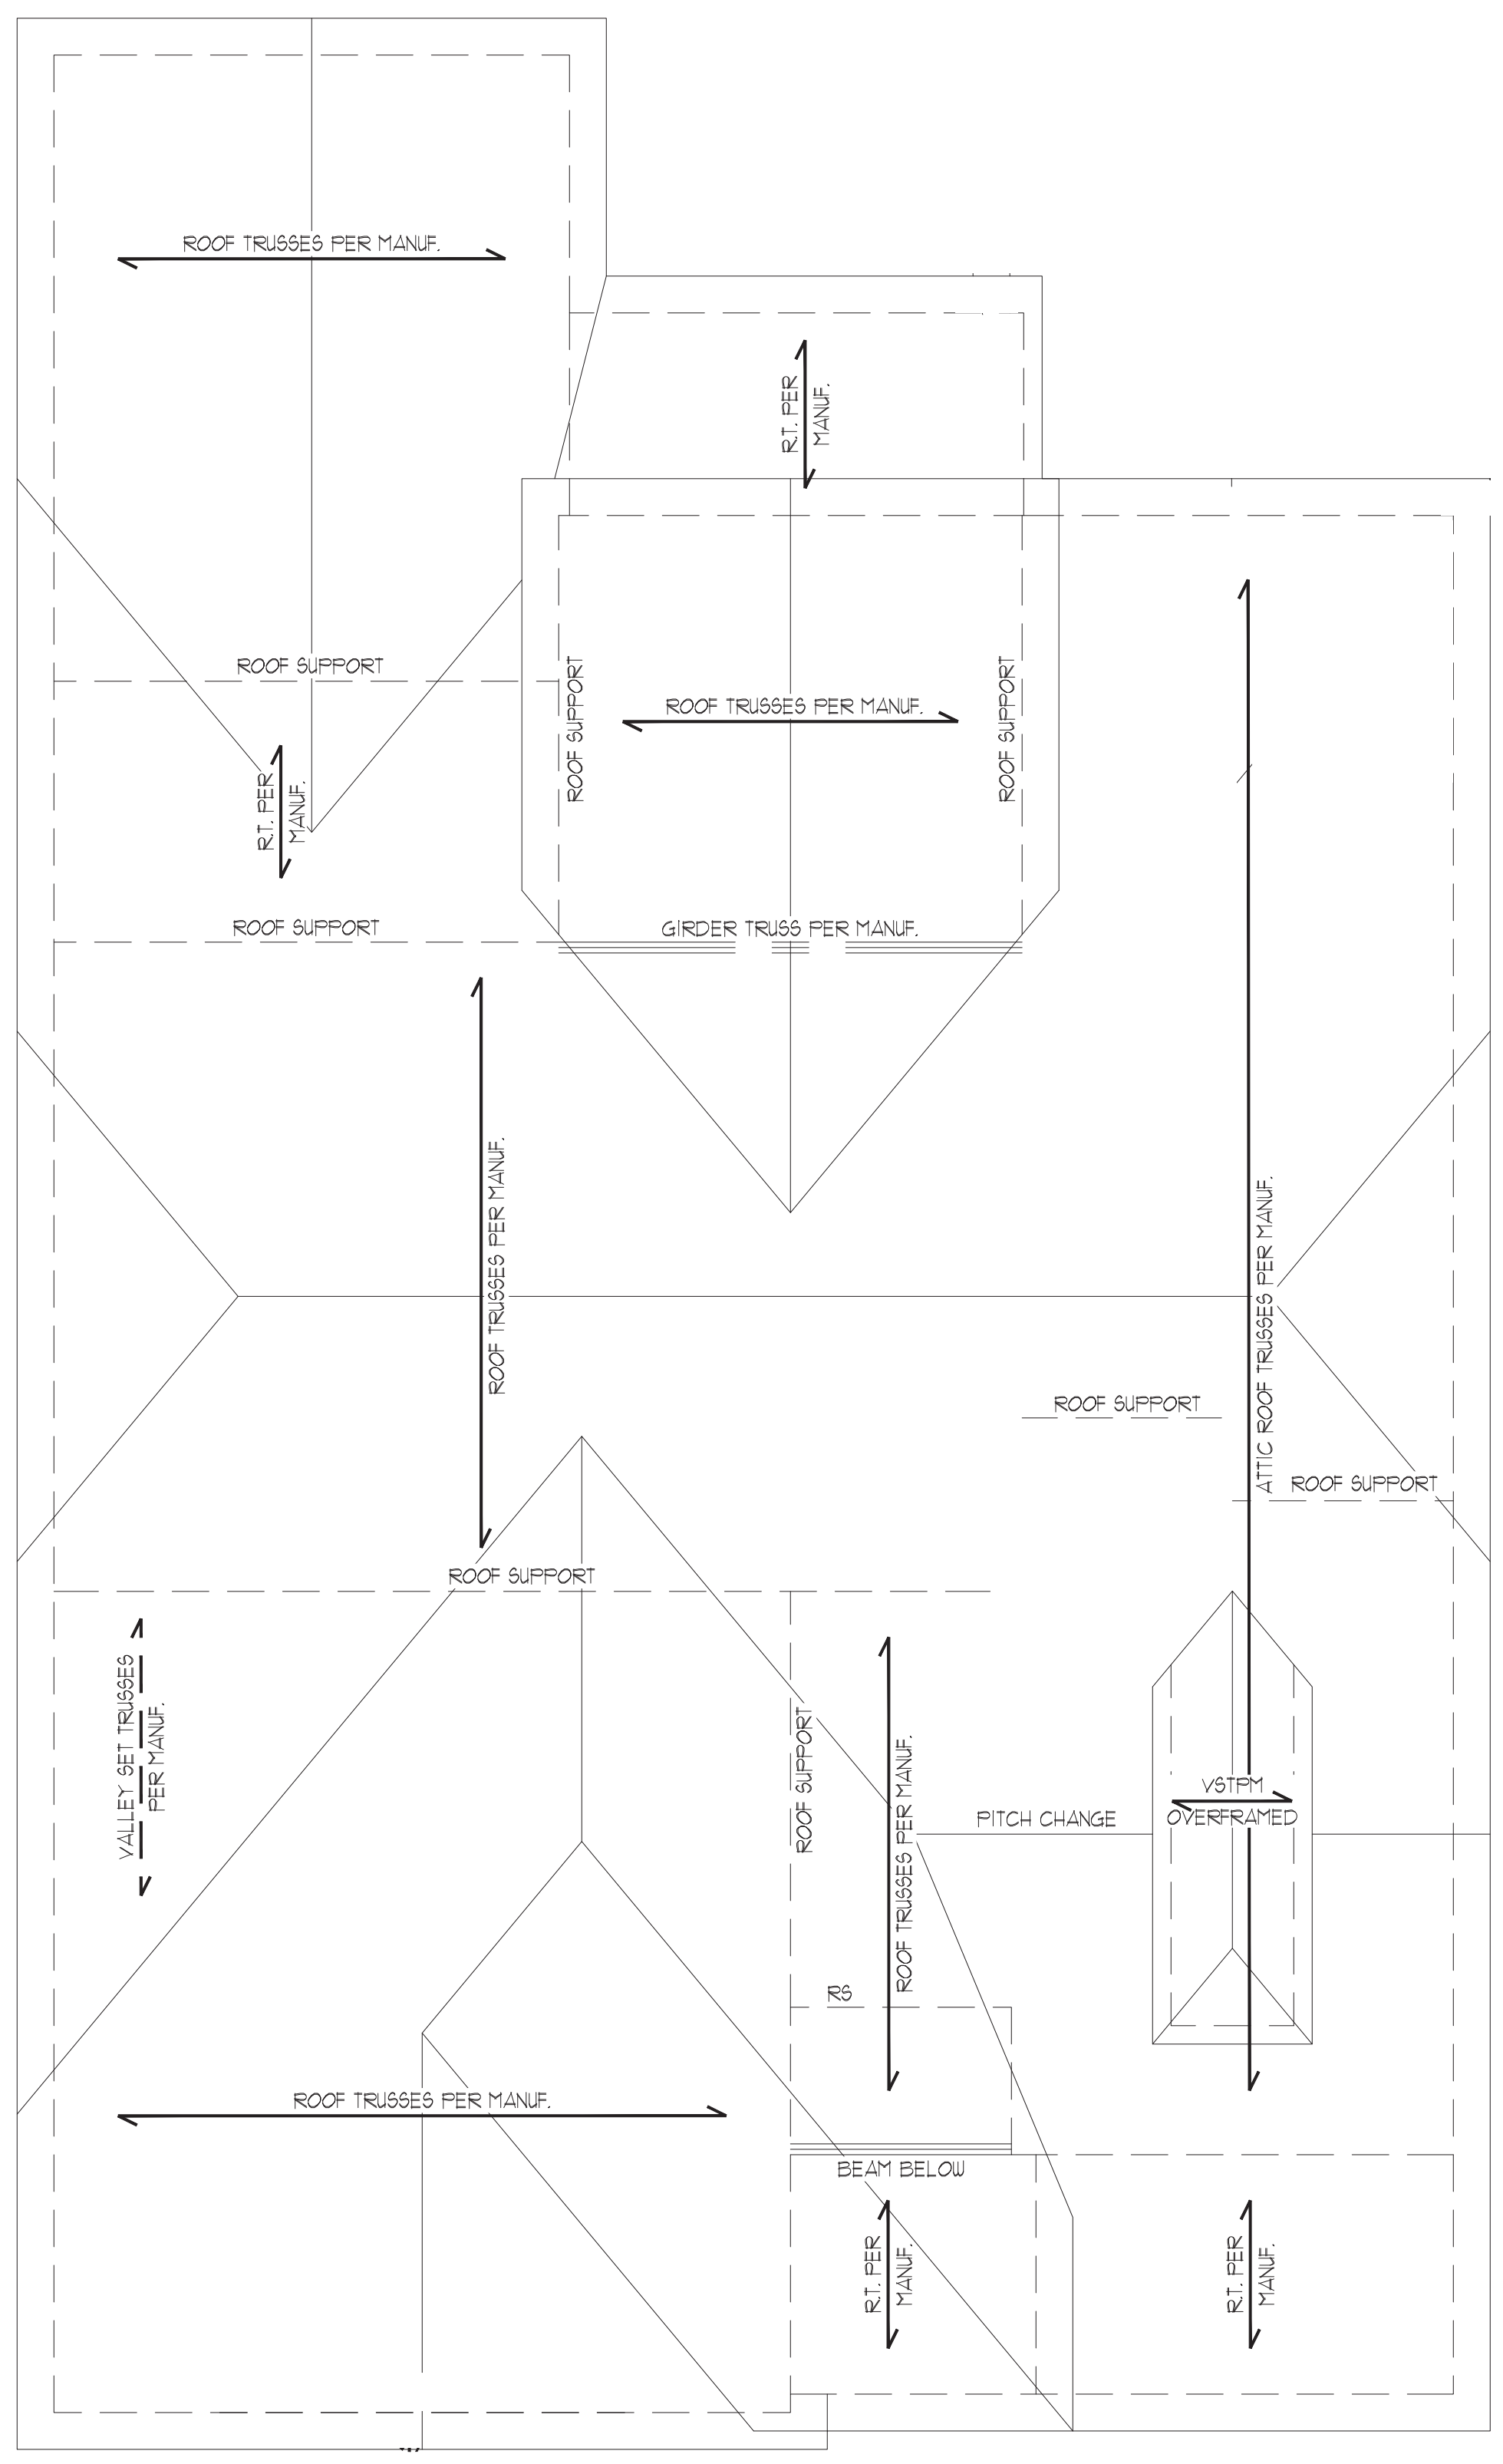 ROOF TRUSSES PER MANUF.
R.T. PER
MANUF.
ROOF SUPPORT
ROOF SUPPORT
ROOF TRUSSES PER MANUF.
ROOF SUPPORT
R.T. PER
MANUF.
ROOF SUPPORT
GIRDER TRUSS PER MANUF.
ROOF TRUSSES PER MANUF.
ATTIC ROOF TRUSSES PER MANUF.
ROOF SUPPORT
ROOF SUPPORT
ROOF SUPPORT
VALLEY SET TRUSSES
PER MANUF.
ROOF SUPPORT
ROOF TRUSSES PER MANUF.
PITCH CHANGE
VSTPM
OVERFRAMED
RS
ROOF TRUSSES PER MANUF.
BEAM BELOW
R.T. PER
MANUF.
R.T. PER
MANUF.